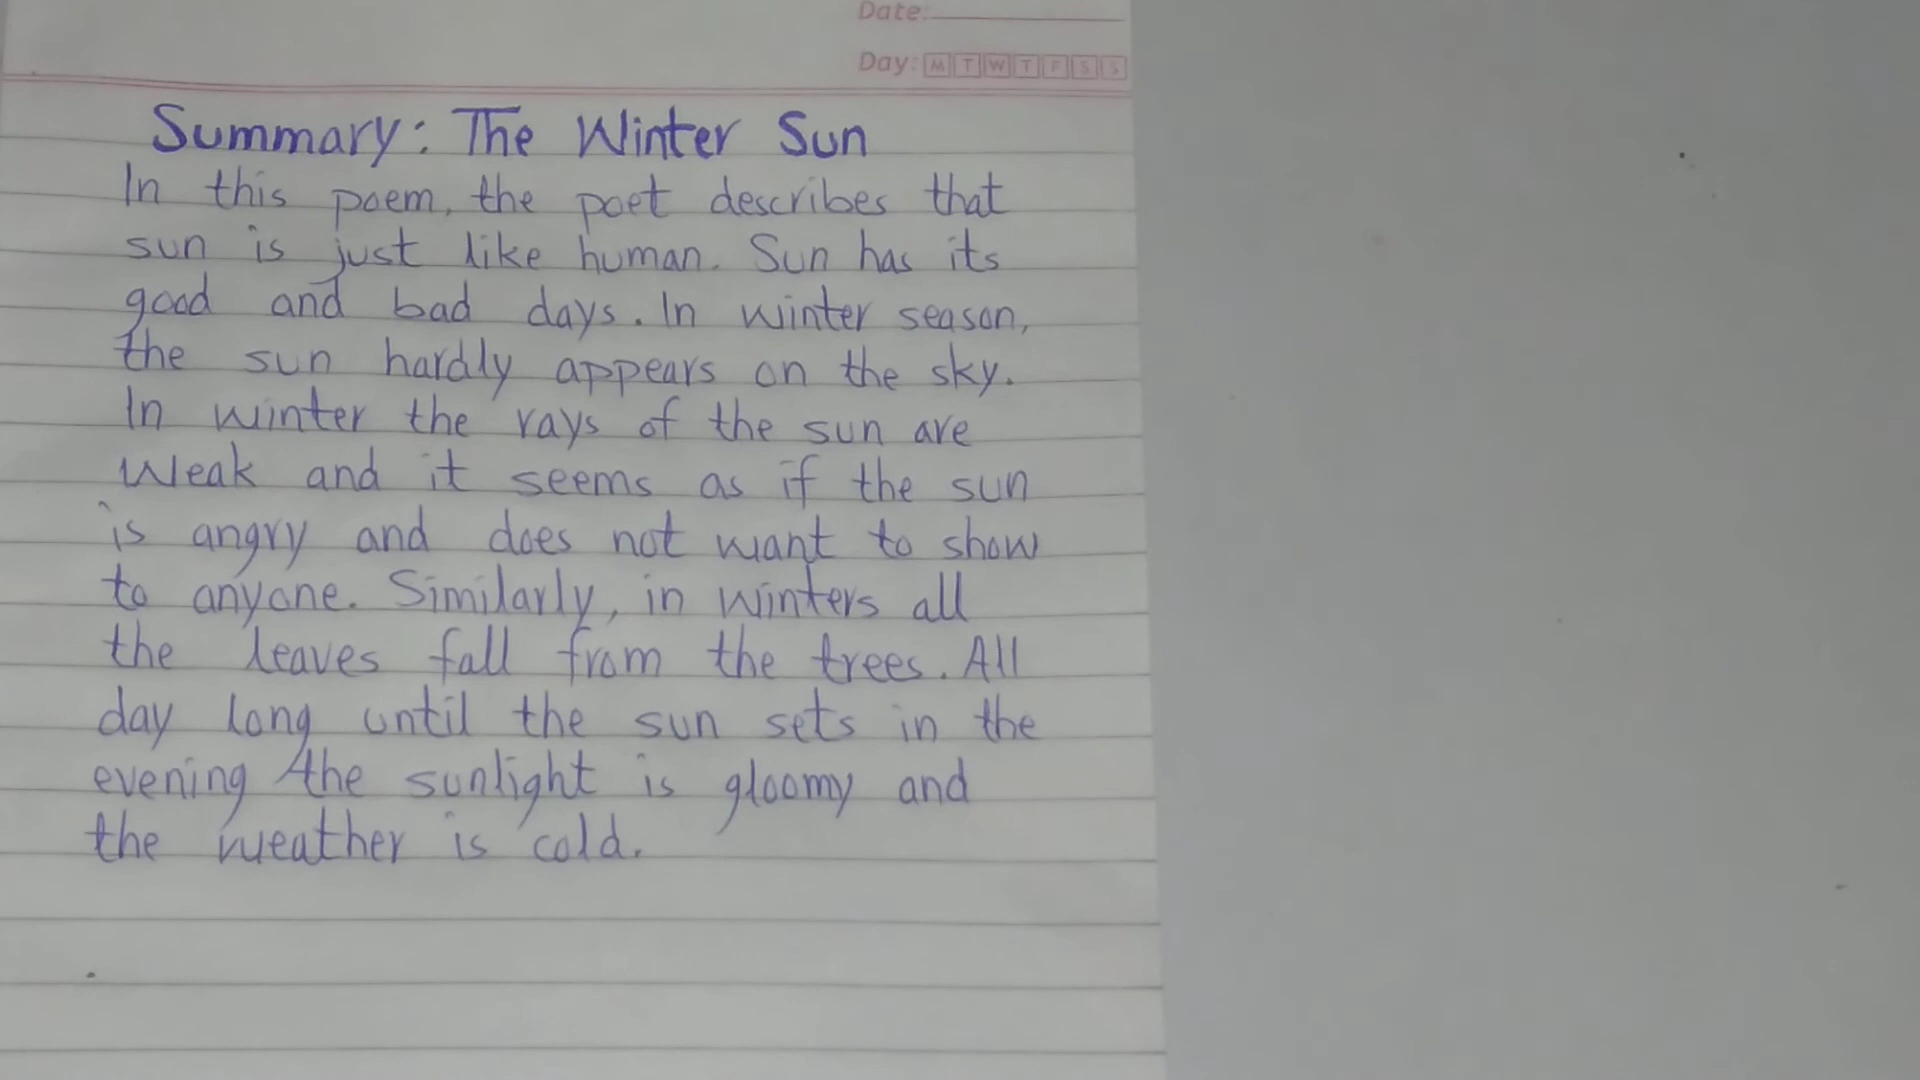 Date:
Day: M T W T F S S
Summary: The Winter Sun
In this poem, the poet describes that
sun is just like human. Sun has its
good and bad days. In winter season,
the sun hardly appears on the sky.
In winter the rays of the sun are
weak and it seems as if the sun
is angry and does not want to show
to anyone. Similarly, in winters all
the leaves fall from the trees. All
day long until the sun sets in the
evening the sunlight is gloomy and
the weather is cold.